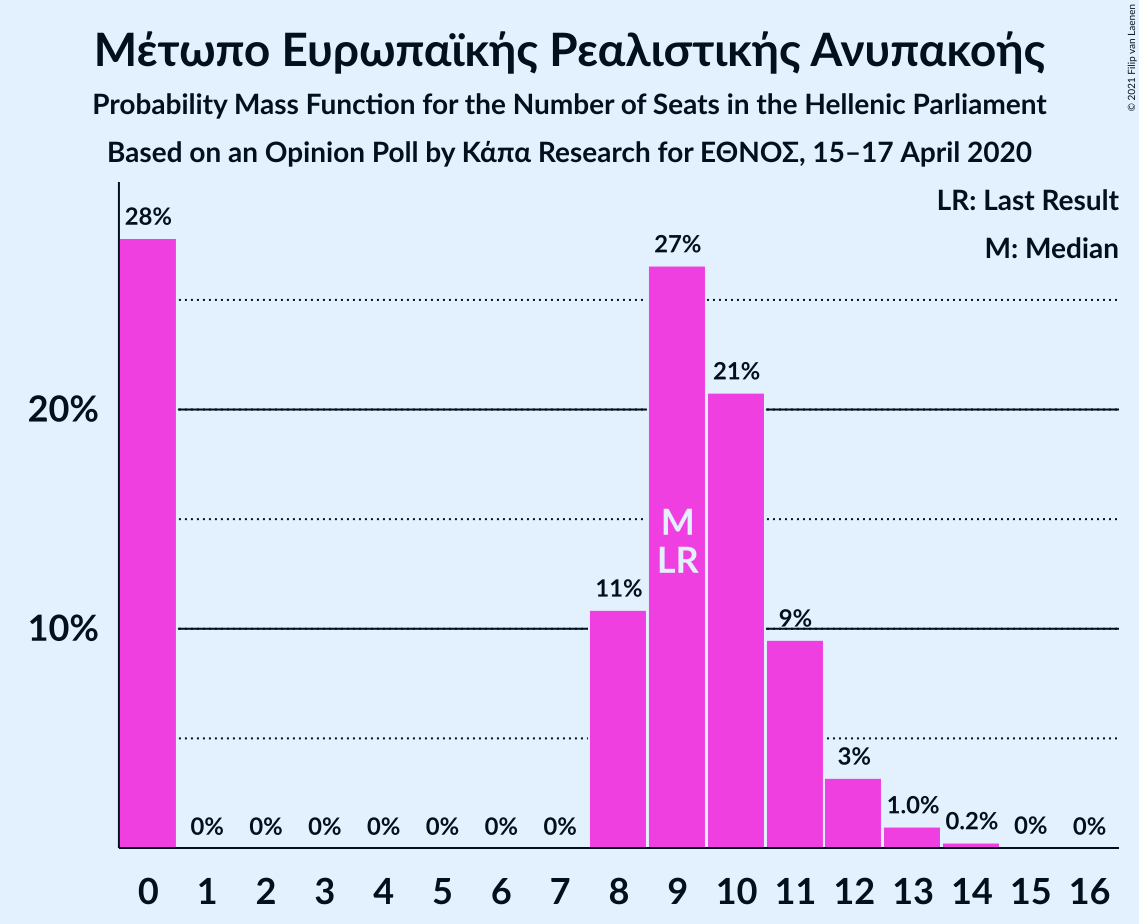 Μέτωπο Ευρωπαϊκής Ρεαλιστικής Ανυπακοής
Probability Mass Function for the Number of Seats in the Hellenic Parliament
Based on an Opinion Poll by Κάπα Research for ΕΘΝΟΣ, 15–17 April 2020
© 2021 Filip van Laenen
LR: Last Result
M: Median
28%
27%
21%
20%
M
LR
11%
10%
9%
3%
1.0%
0.2%
0% 0% 0% 0% 0% 0% 0% 0% 0%
0 1 2 3 4 5 6 7 8 9 10 11 12 13 14 15 16